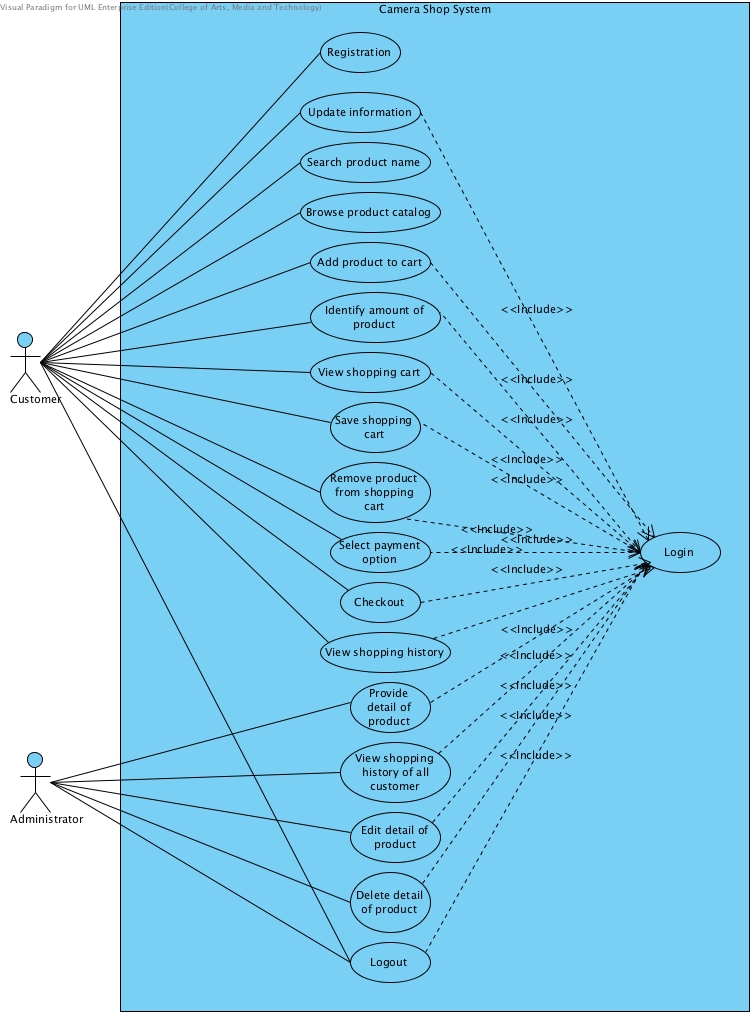 Visual Paradigm for UML Enterprise Edition(College of Arts, Media and Technology)
Camera Shop System
Registration
Update information
Search product name
Browse product catalog
Add product to cart
Identify amount of
product
<<Include>>
View shopping cart
<<Include>>
Customer
Save shopping
cart
<<Include>>
<<Include>>
<<Include>>
Remove product
from shopping
cart
<<Include>>
<<Include>>
Select payment
option
<<Include>>
Login
<<Include>>
Checkout
<<Include>>
View shopping history
<<Include>>
<<Include>>
Provide
detail of
product
<<Include>>
<<Include>>
View shopping
history of all
customer
Administrator
Edit detail of
product
Delete detail
of product
Logout